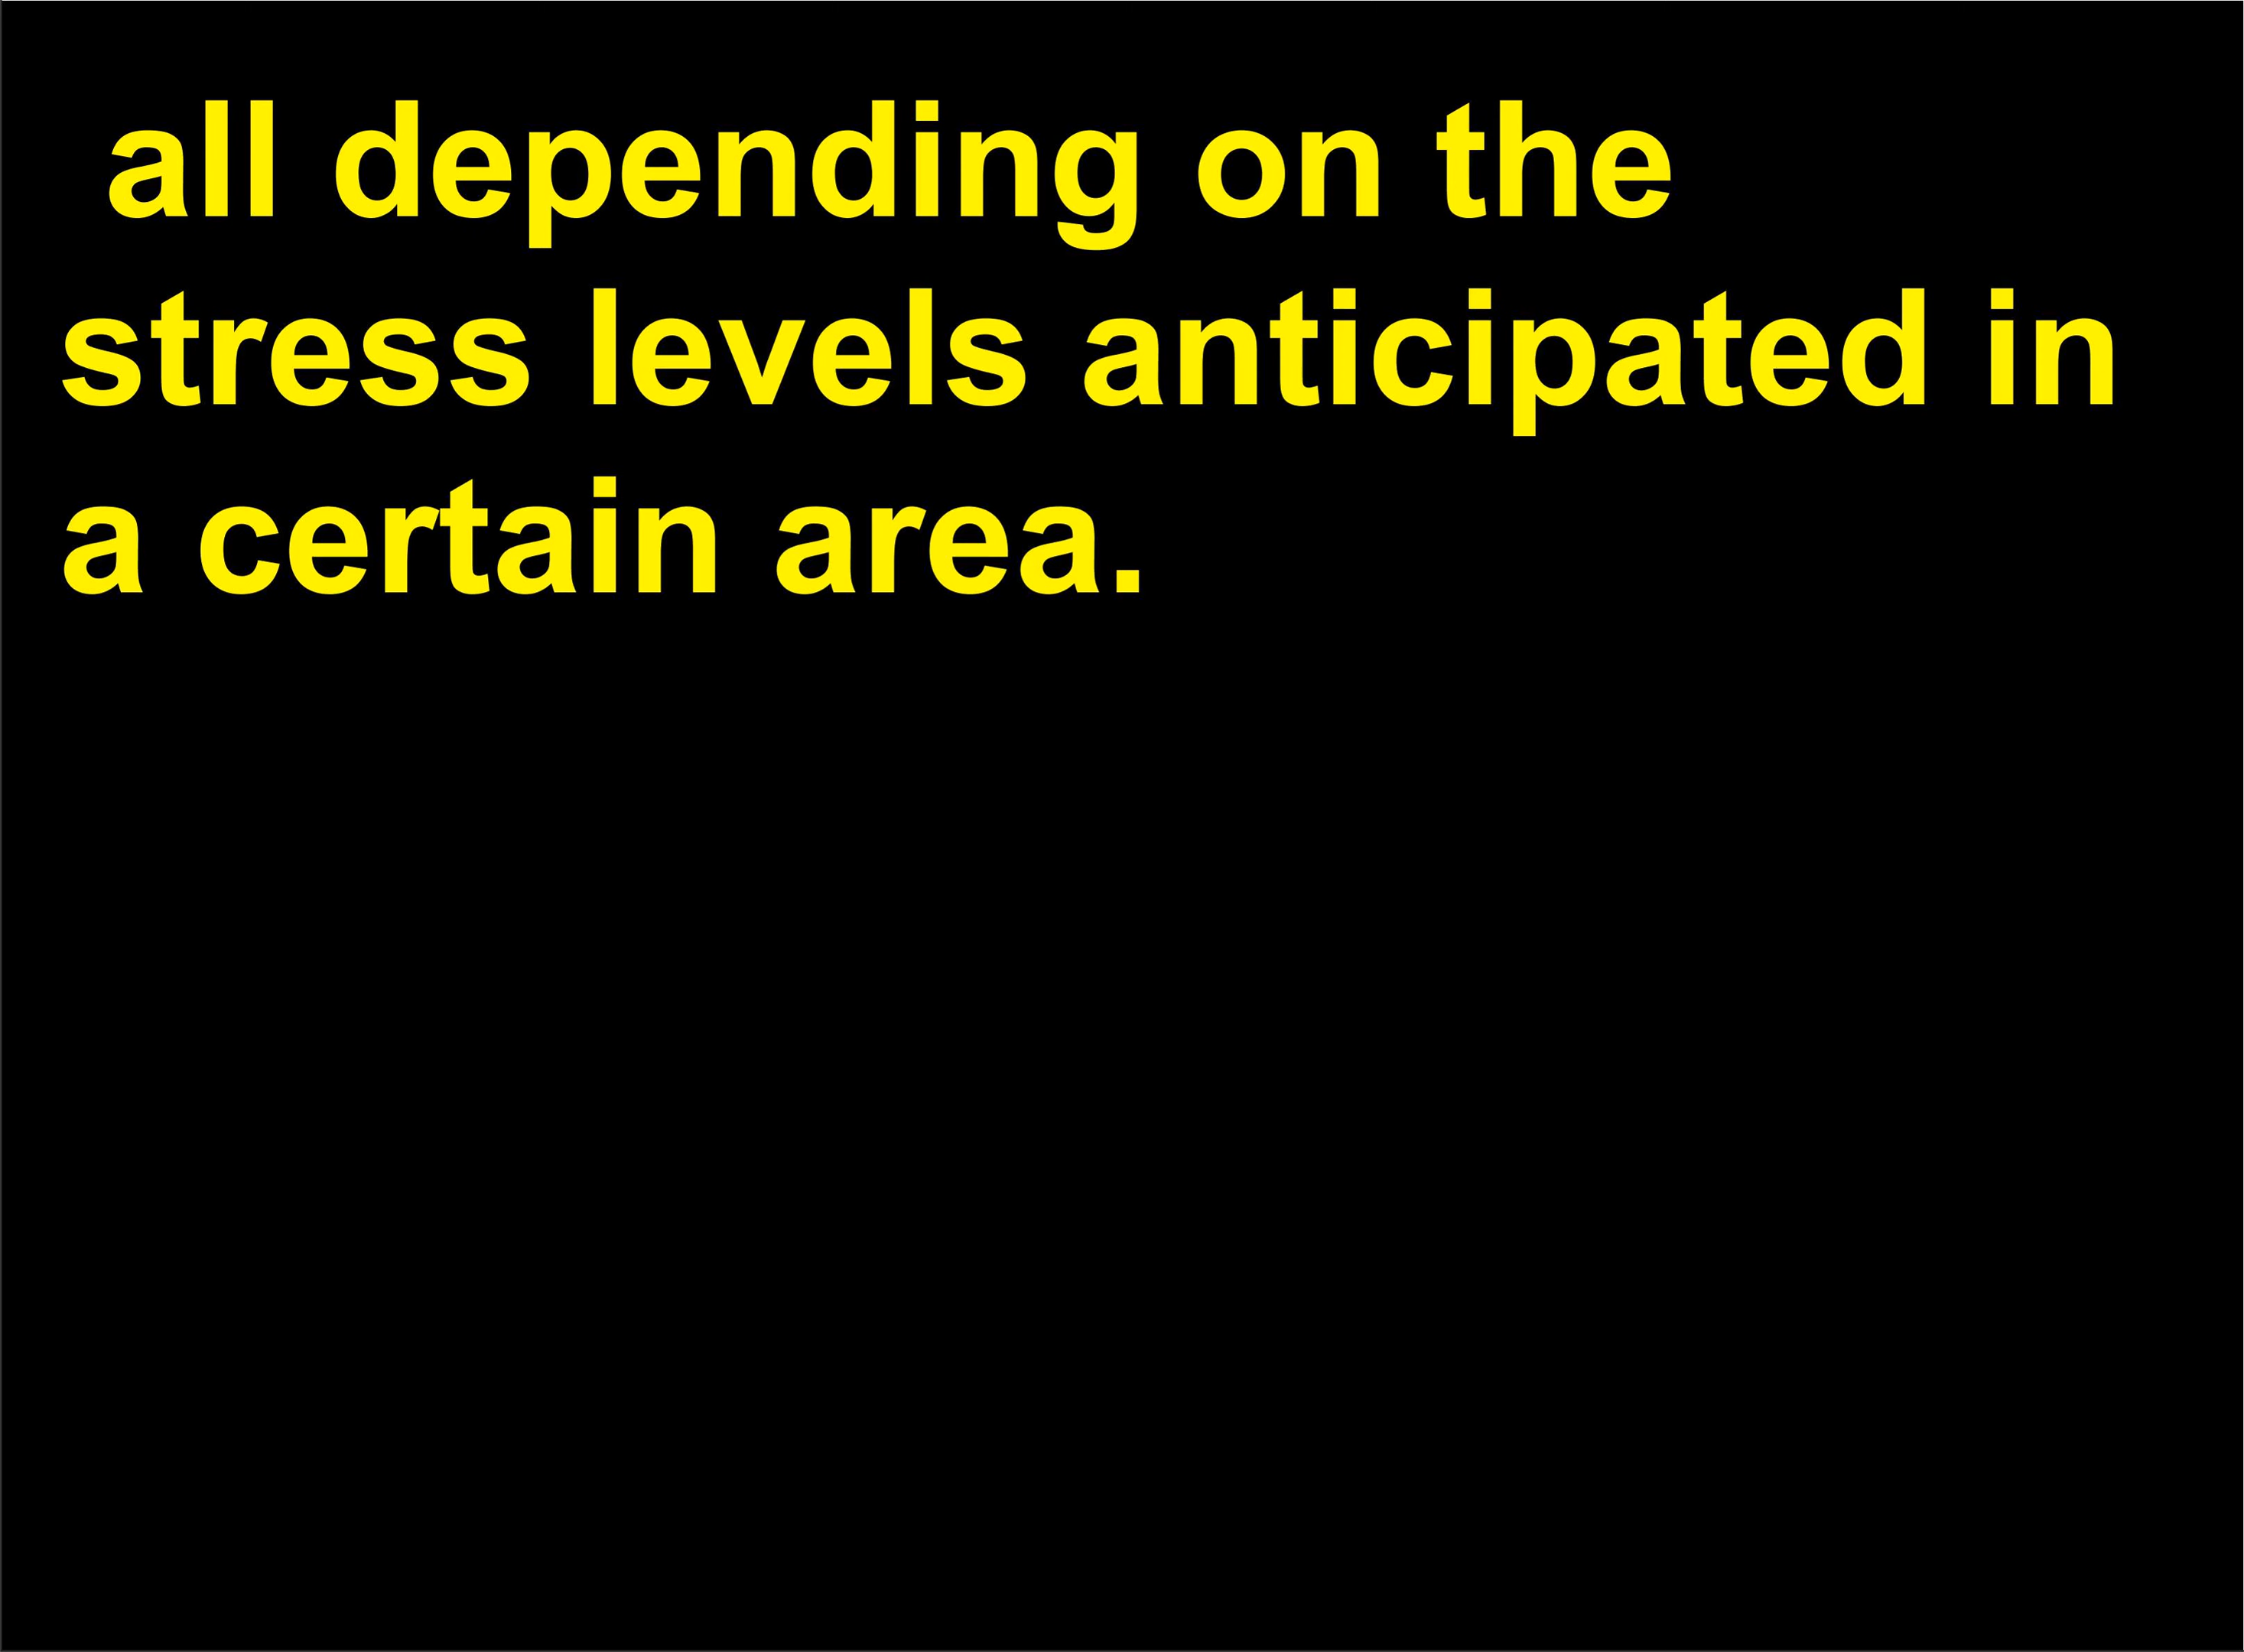 all depending on the
stress levels anticipated in
a certain area.